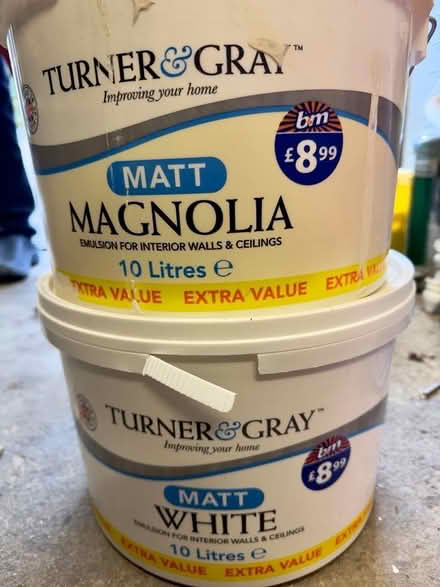 TURNER&GRAY™
Improving your home
bm
£8.99
MATT
MAGNOLIA
EMULSION FOR INTERIOR WALLS & CEILINGS
10 Litres e
EXTRA VALUE EXTRA VALUE EXTRA
TURNER&GRAY™
Improving your home
bm
£8.99
MATT
WHITE
EMULSION FOR INTERIOR WALLS & CEILINGS
10 Litres e
EXTRA VALUE EXTRA VALUE EXTRA